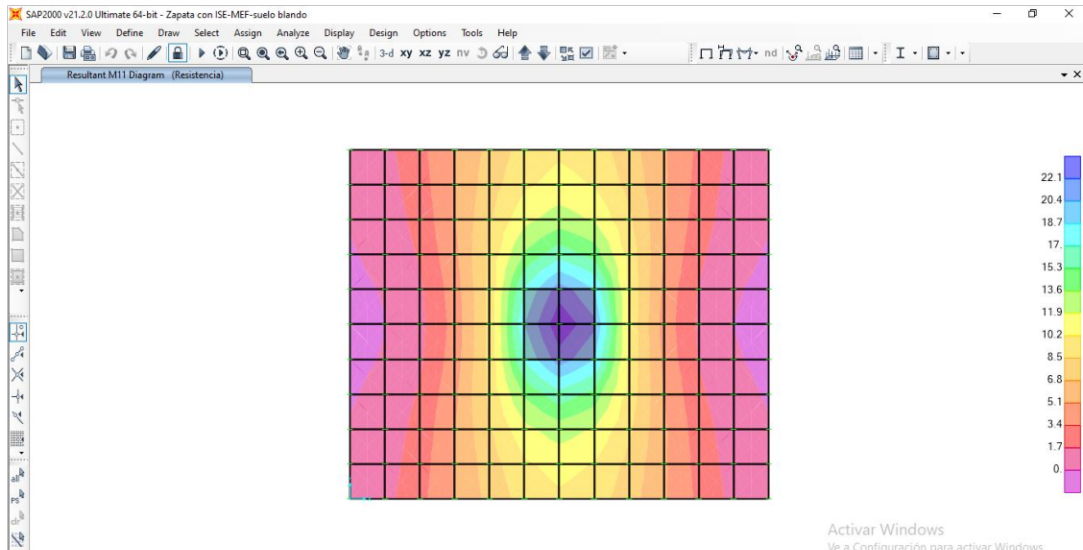 SAP2000 v21.2.0 Ultimate 64-bit - Zapata con ISE-MEF-suelo blando
File Edit View Define Draw Select Assign Analyze Display Design Options Tools Help
3-d xy xz yz nv nd
Resultant M11 Diagram (Resistencia)
22.1
20.4
18.7
17.
15.3
13.6
11.9
10.2
8.5
6.8
5.1
3.4
1.7
0.
all
PS
clr
Activar Windows
Ve a Configuración para activar Windows.